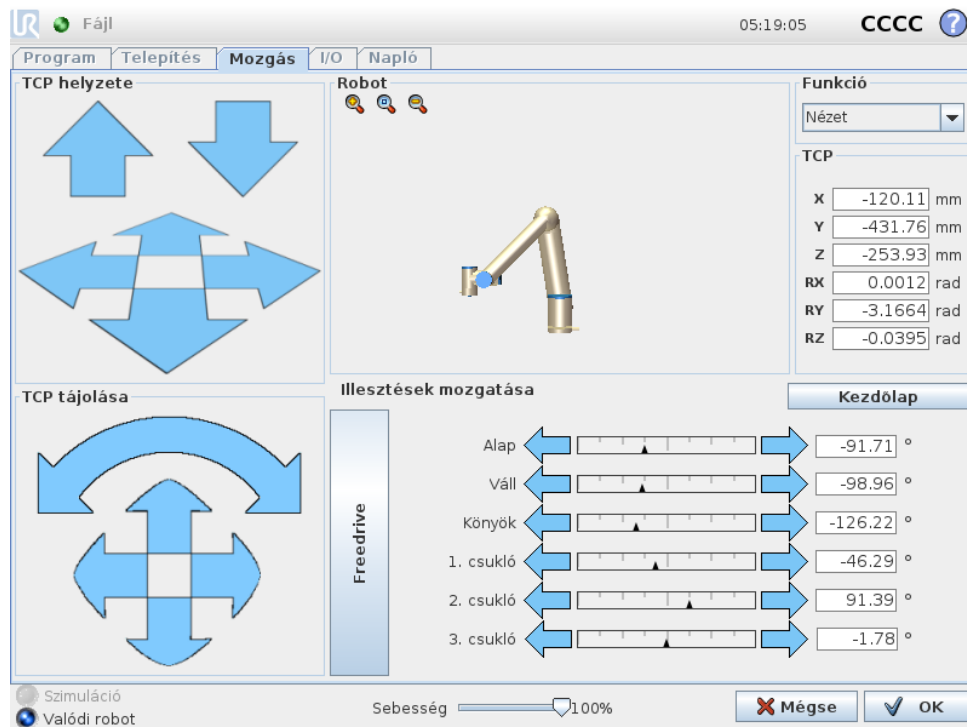 UR Fájl 05:19:05 CCCC ?
Program Telepítés Mozgás I/O Napló
TCP helyzete
Robot
Funkció
Nézet
TCP
X -120.11 mm
Y -431.76 mm
Z -253.93 mm
RX 0.0012 rad
RY -3.1664 rad
RZ -0.0395 rad
TCP tájolása
Illesztések mozgatása
Kezdőlap
Freedrive
Alap -91.71 °
Váll -98.96 °
Könyök -126.22 °
1. csukló -46.29 °
2. csukló 91.39 °
3. csukló -1.78 °
Szimuláció
Valódi robot
Sebesség 100%
Mégse
OK